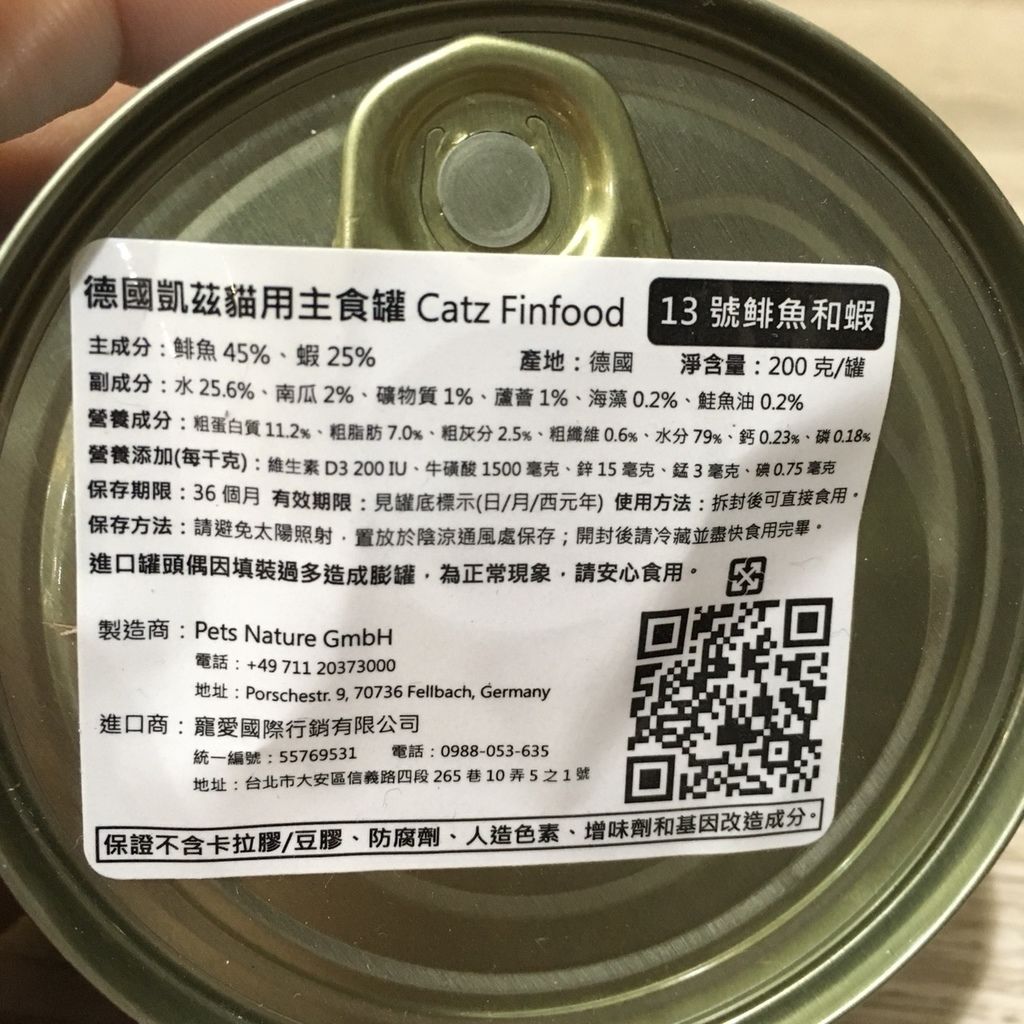 德國凱茲貓用主食罐 Catz Finfood 13 號鯡魚和蝦
主成分：鯡魚 45%、蝦 25% 產地：德國 淨含量：200 克/罐
副成分：水 25.6%、南瓜 2%、礦物質 1%、蘆薈 1%、海藻 0.2%、鮭魚油 0.2%
營養成分：粗蛋白質 11.2%、粗脂肪 7.0%、粗灰分 2.5%、粗纖維 0.6%、水分 79%、鈣 0.23%、磷 0.18%
營養添加(每千克)：維生素 D3 200 IU、牛磺酸 1500 毫克、鋅 15 毫克、錳 3 毫克、碘 0.75 毫克
保存期限：36 個月 有效期限：見罐底標示(日/月/西元年) 使用方法：拆封後可直接食用。
保存方法：請避免太陽照射，置放於陰涼通風處保存；開封後請冷藏並盡快食用完畢。
進口罐頭偶因填裝過多造成膨罐，為正常現象，請安心食用。
製造商：Pets Nature GmbH
電話：+49 711 20373000
地址：Porschestr. 9, 70736 Fellbach, Germany
進口商：寵愛國際行銷有限公司
統一編號：55769531 電話：0988-053-635
地址：台北市大安區信義路四段 265 巷 10 弄 5 之 1 號
保證不含卡拉膠/豆膠、防腐劑、人造色素、增味劑和基因改造成分。